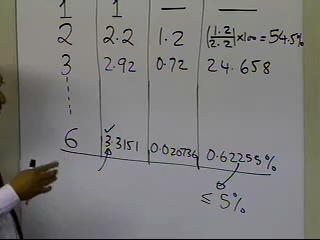 1 1 — —
2 2.2 1.2 |1.2/2.2|×100=54.5%
3 2.92 0.72 24.658
6 3.3151 0.020736 0.62255%
≤ 5%